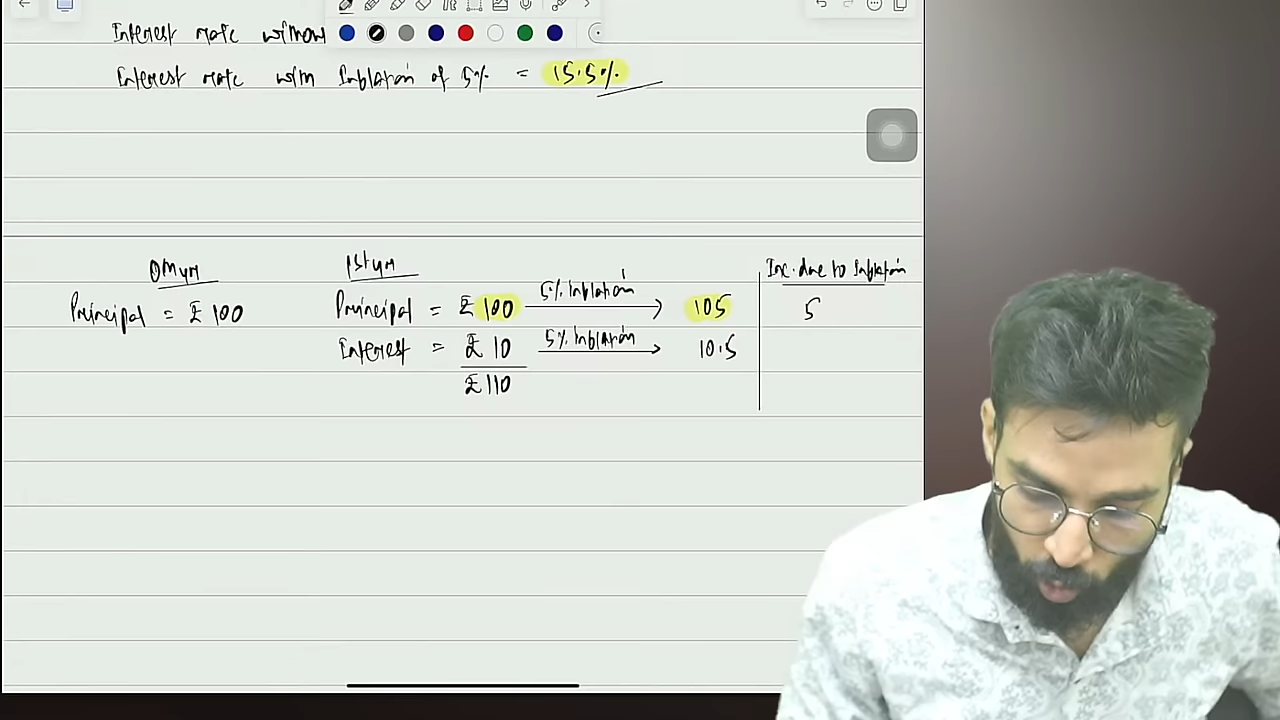 Interest rate without
Interest rate with Inflation of 5% = 15.5%
0th yr 1st yr Inc. due to Inflation
Principal = ₹ 100 Principal = ₹ 100 5% Inflation 105 5
Interest = ₹ 10 5% Inflation 10.5
₹ 110